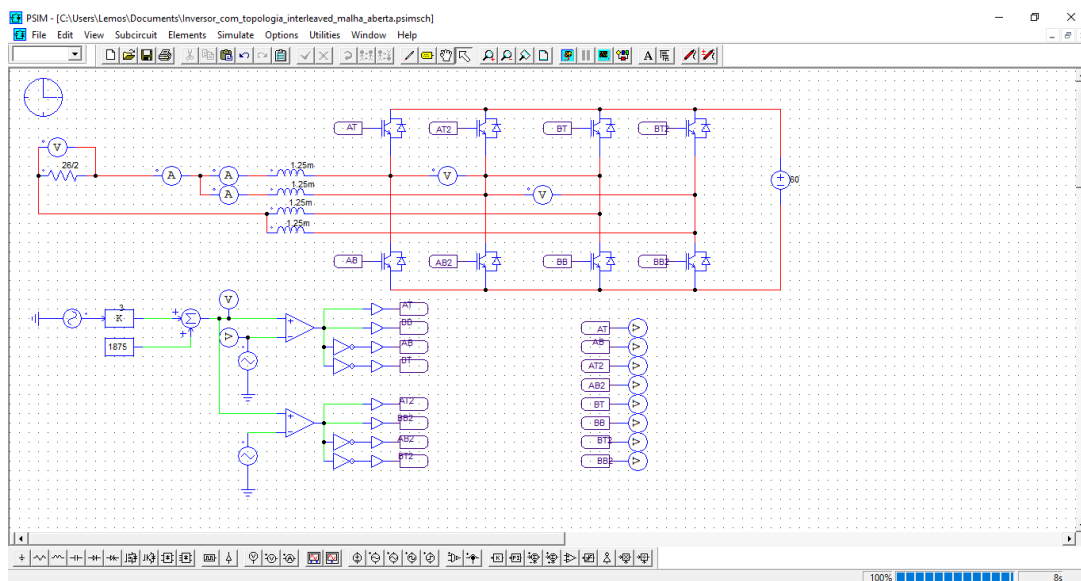 PSIM - [C:\Users\Lemos\Documents\Inversor_com_topologia_interleaved_malha_aberta.psimsch]
File Edit View Subcircuit Elements Simulate Options Utilities Window Help
AT AT2 BT BT2
V
26/2
A A 1.25m V
60
A 1.25m V
1.25m
1.25m
AB AB2 BB BB2
V
3
K
1875
V
AT
BB
AB
BT
AT2
BB2
AB2
BT2
AT V
AB V
AT2 V
AB2 V
BT V
BB V
BT2 V
BB2 V
100% 8s